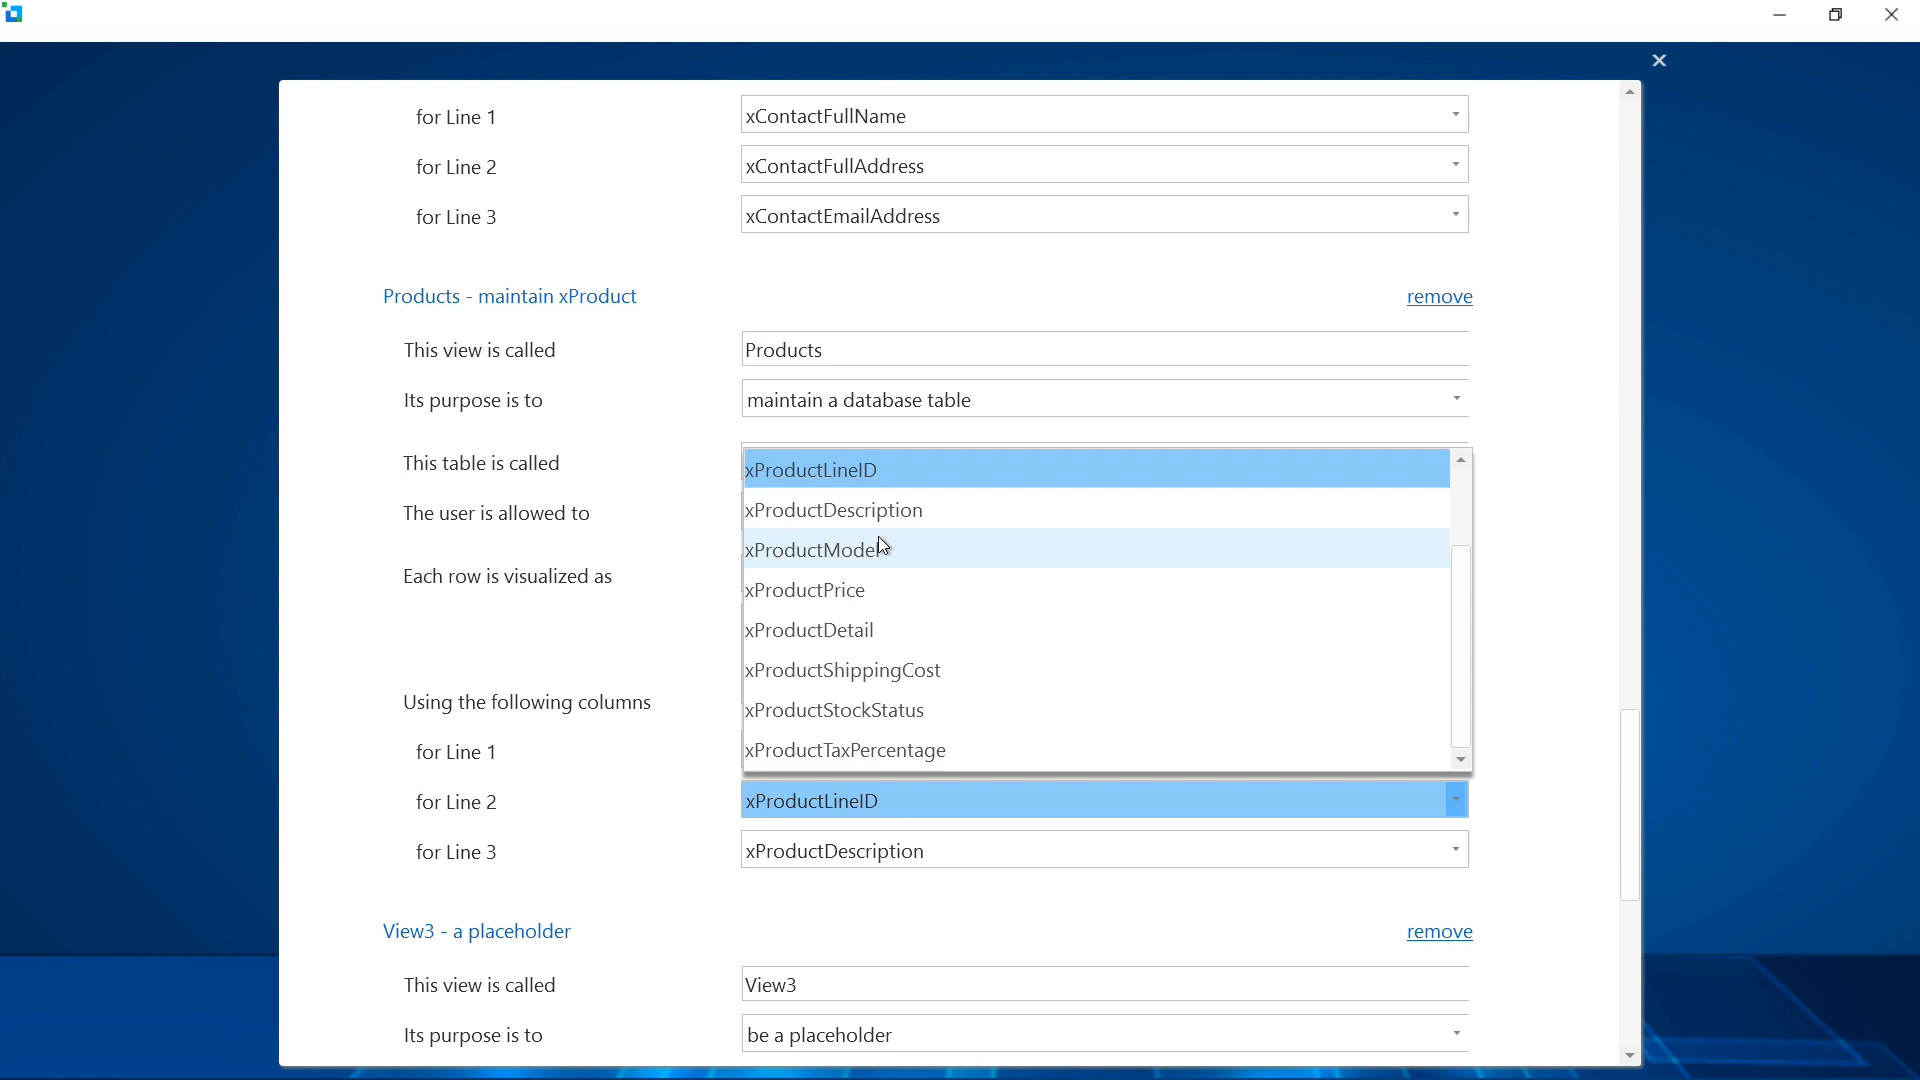 for Line 1 xContactFullName
for Line 2 xContactFullAddress
for Line 3 xContactEmailAddress
Products - maintain xProduct remove
This view is called Products
Its purpose is to maintain a database table
This table is called
xProductLineID
xProductDescription
The user is allowed to
xProductModel
Each row is visualized as
xProductPrice
xProductDetail
xProductShippingCost
Using the following columns
xProductStockStatus
for Line 1
xProductTaxPercentage
for Line 2 xProductLineID
for Line 3 xProductDescription
View3 - a placeholder remove
This view is called View3
Its purpose is to be a placeholder